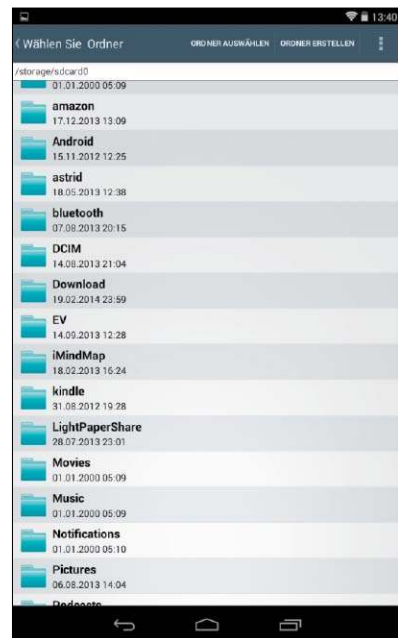 13:40
Wählen Sie Ordner
ORDNER AUSWÄHLEN ORDNER ERSTELLEN
/storage/sdcard0
01.01.2000 05:09
amazon
17.12.2013 13:09
Android
15.11.2012 12:25
astrid
18.05.2013 12:38
bluetooth
07.08.2013 20:15
DCIM
14.08.2013 21:04
Download
19.02.2014 23:59
EV
14.09.2013 12:28
iMindMap
18.02.2013 16:24
kindle
31.08.2012 19:28
LightPaperShare
28.07.2013 23:01
Movies
01.01.2000 05:09
Music
01.01.2000 05:09
Notifications
01.01.2000 05:10
Pictures
06.08.2013 14:04
Podcasts